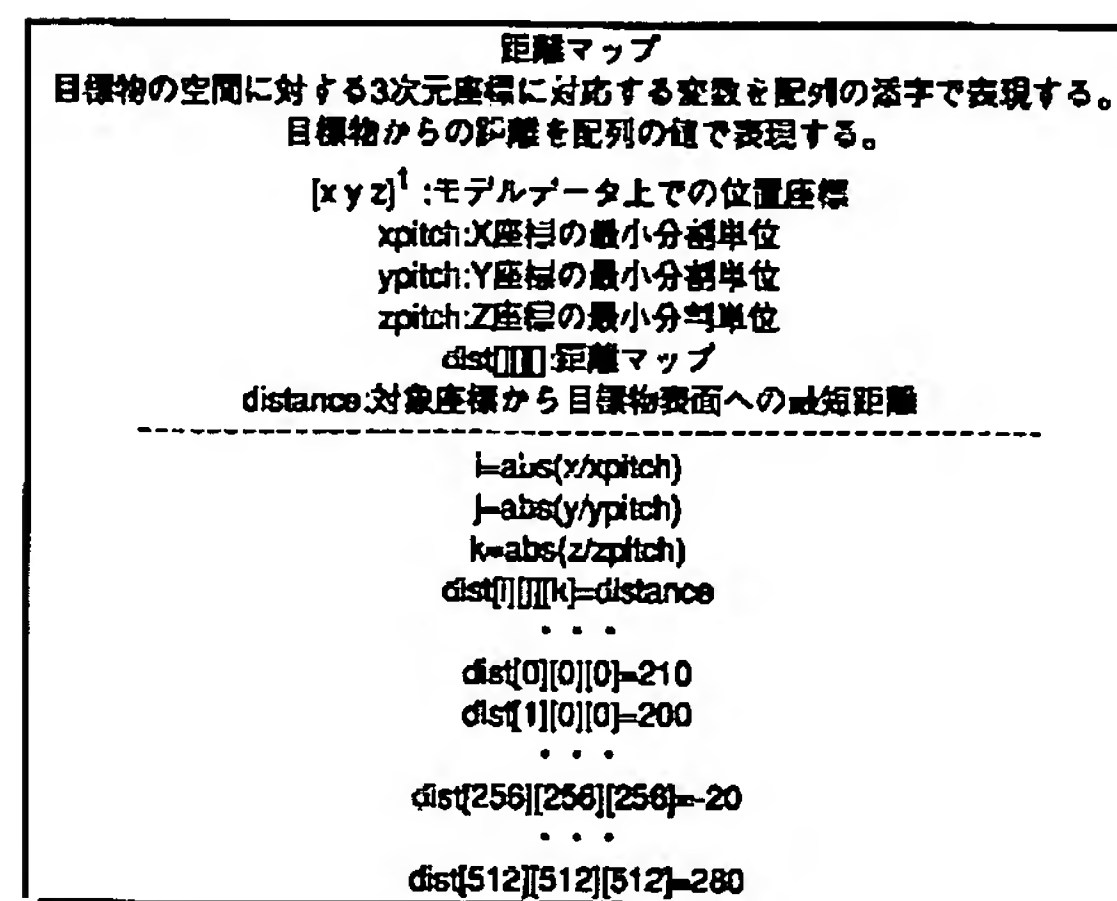 距離マップ
目標物の空間に対する3次元座標に対応する変数を配列の添字で表現する。
目標物からの距離を配列の値で表現する。
[x y z]t :モデルデータ上での位置座標
xpitch:X座標の最小分割単位
ypitch:Y座標の最小分割単位
zpitch:Z座標の最小分割単位
dist[][][]:距離マップ
distance:対象座標から目標物表面への最短距離
i=abs(x/xpitch)
j=abs(y/ypitch)
k=abs(z/zpitch)
dist[i][j][k]=distance
・・・
dist[0][0][0]=210
dist[1][0][0]=200
・・・
dist[256][256][256]=-20
・・・
dist[512][512][512]=280